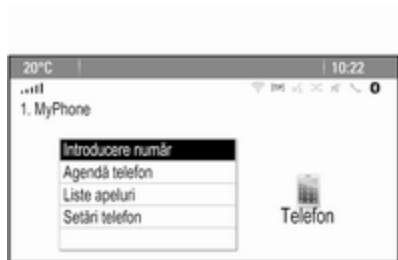 20°C 10:22
1. MyPhone
Introducere număr
Agendă telefon
Liste apeluri
Setări telefon
Telefon